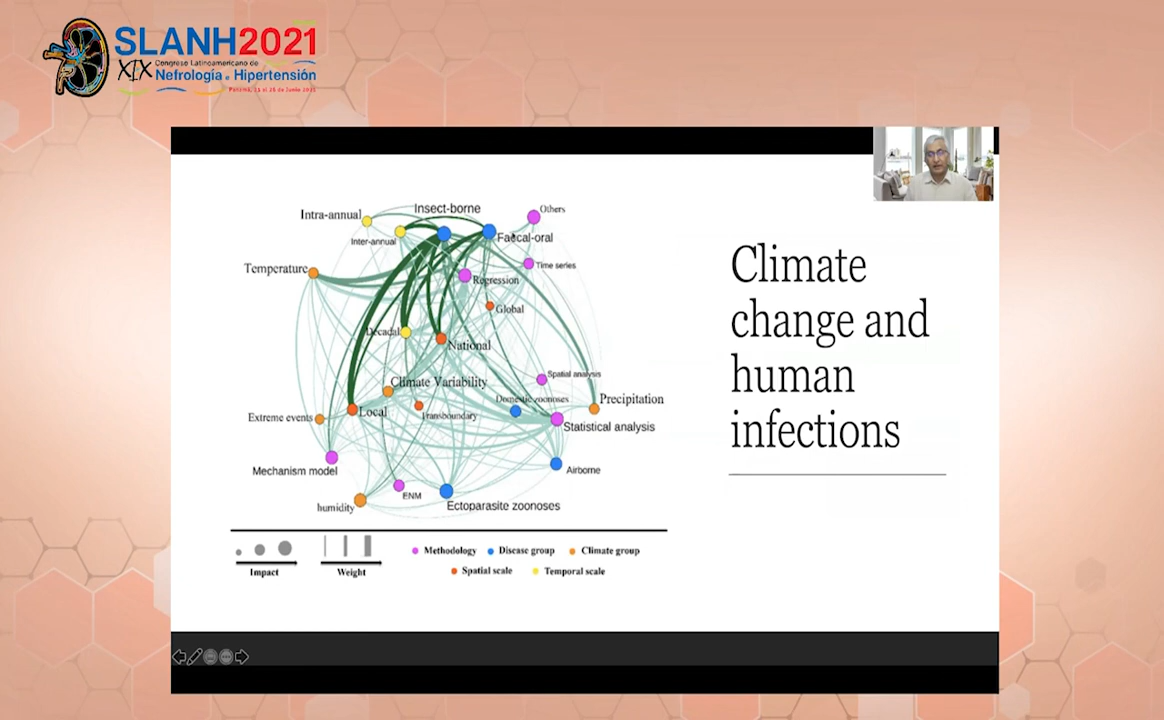 SLANH2021
XIX Congreso Latinoamericano de
Nefrología e Hipertensión
Panamá, 23 al 26 de Junio 2021
Climate
change and
human
infections
Intra-annual
Insect-borne
Others
Inter-annual
Faecal-oral
Temperature
Time series
Regression
Global
Decadal
National
Spatial analysis
Climate Variability
Domestic zoonoses
Precipitation
Extreme events
Local
Transboundary
Statistical analysis
Mechanism model
Airborne
ENM
humidity
Ectoparasite zoonoses
Impact
Weight
Methodology
Disease group
Climate group
Spatial scale
Temporal scale